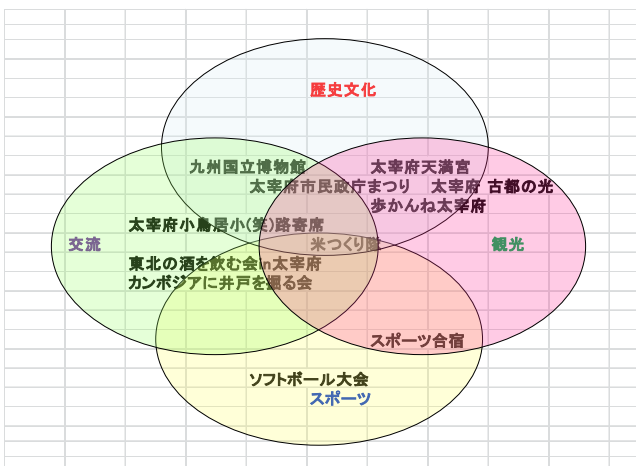 歴史文化
九州国立博物館 太宰府天満宮
太宰府市民政庁まつり 太宰府 古都の光
歩かんね太宰府
太宰府小鳥居小(笑)路寄席
交流 米つくり隊 観光
東北の酒を飲む会in太宰府
カンボジアに井戸を掘る会
スポーツ合宿
ソフトボール大会
スポーツ